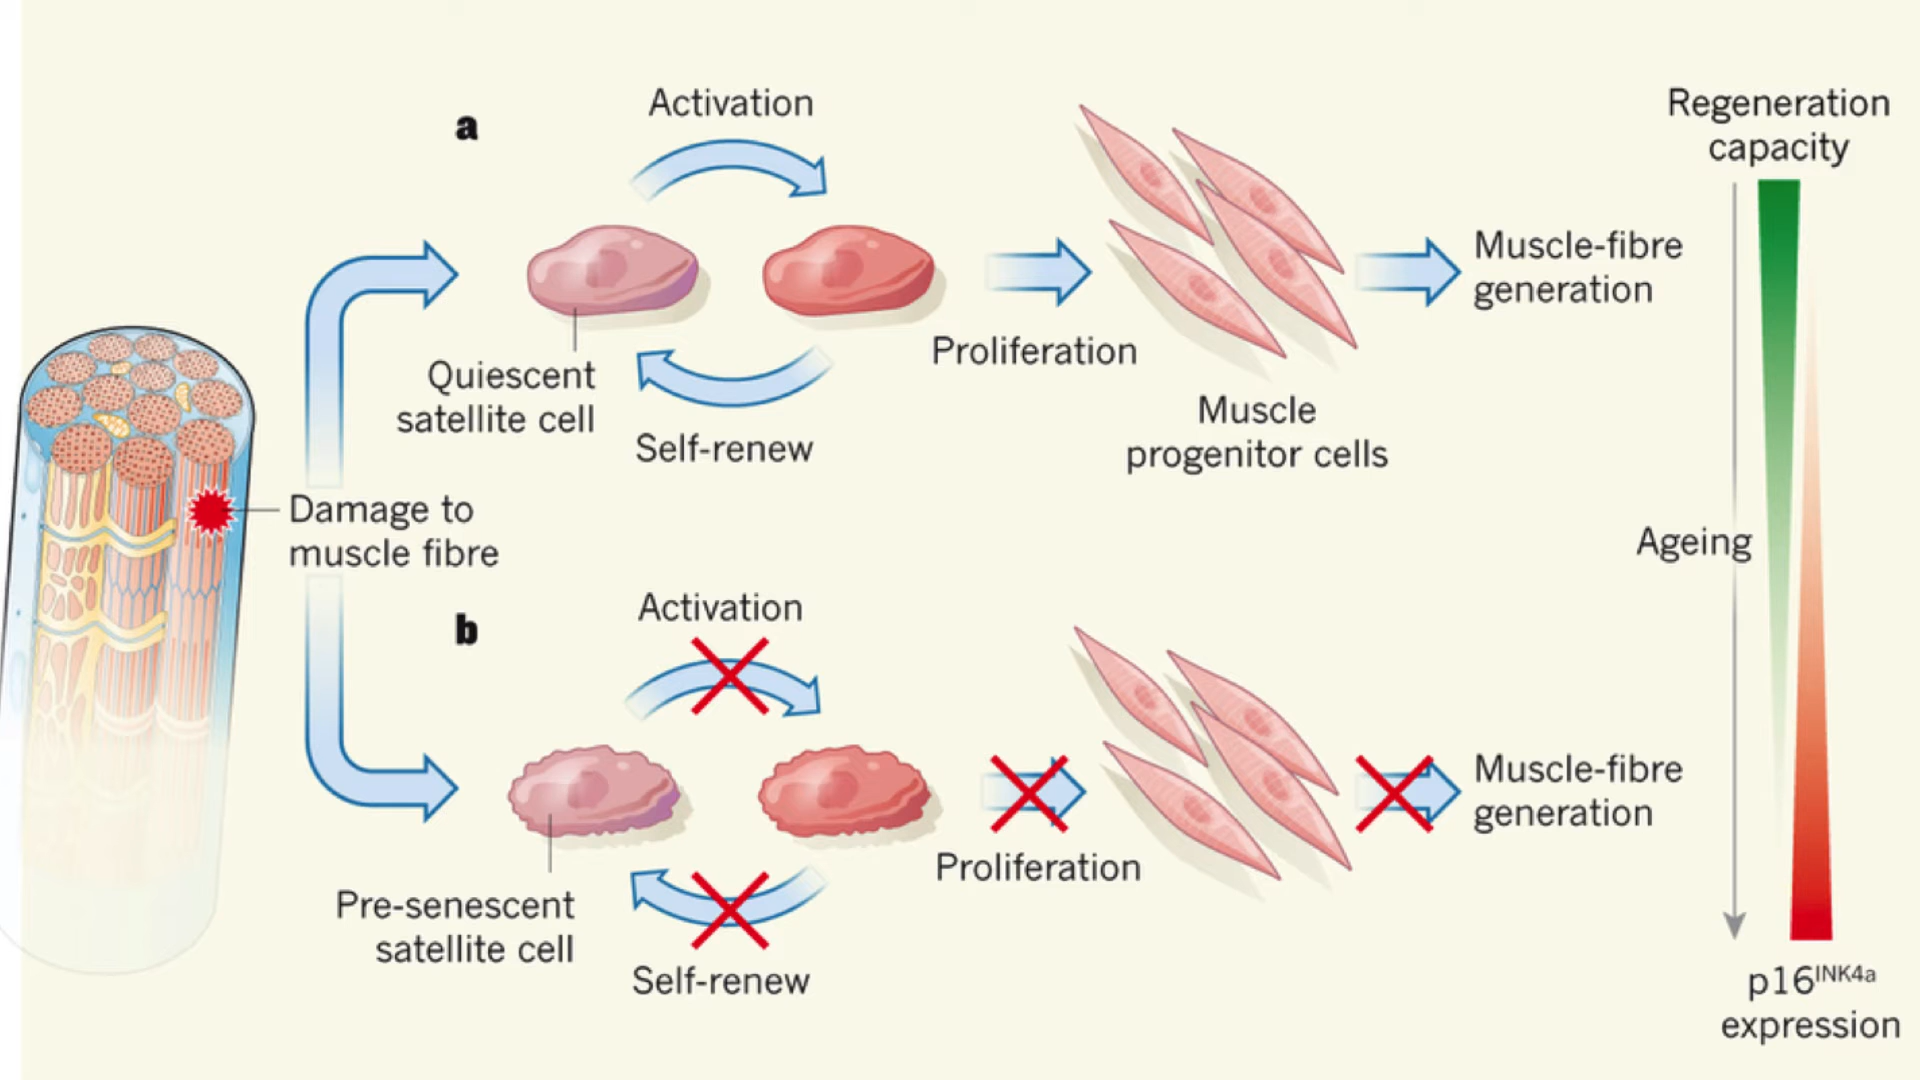 a
Activation
Quiescent
satellite cell
Self-renew
Proliferation
Muscle
progenitor cells
Muscle-fibre
generation
Damage to
muscle fibre
b
Activation
Pre-senescent
satellite cell
Self-renew
Proliferation
Muscle-fibre
generation
Regeneration
capacity
Ageing
p16INK4a
expression